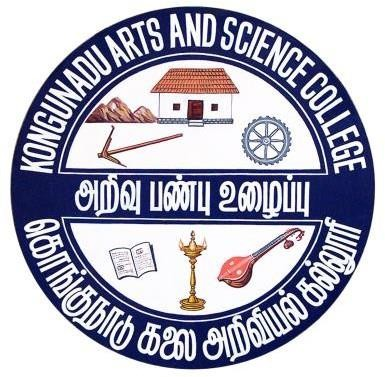 KONGUNADU ARTS AND SCIENCE COLLEGE
அறிவு பண்பு உழைப்பு
கொங்குநாடு கலை அறிவியல் கல்லூரி